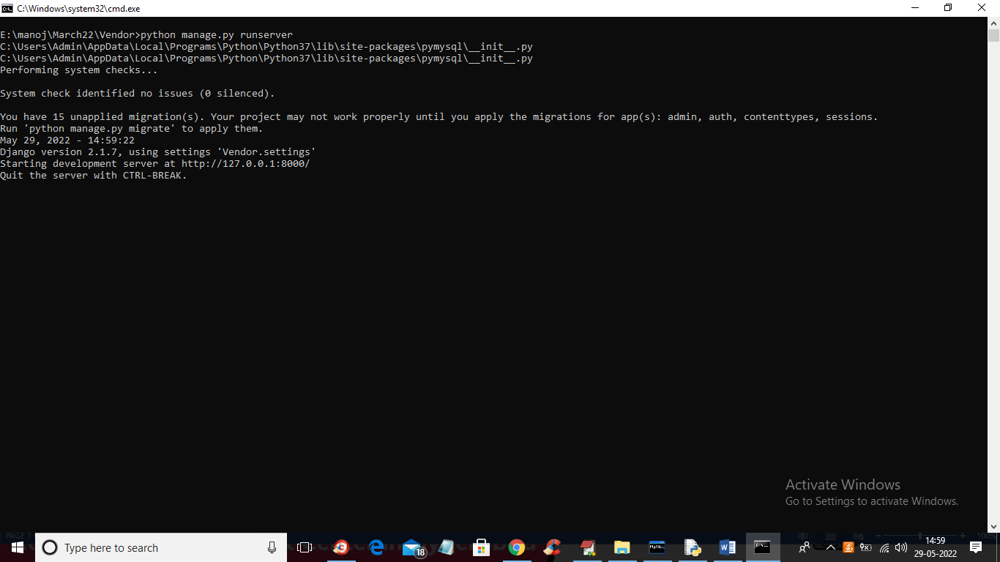 C:\Windows\system32\cmd.exe
E:\manoj\March22\Vendor>python manage.py runserver
C:\Users\Admin\AppData\Local\Programs\Python\Python37\lib\site-packages\pymysql\__init__.py
C:\Users\Admin\AppData\Local\Programs\Python\Python37\lib\site-packages\pymysql\__init__.py
Performing system checks...
System check identified no issues (0 silenced).
You have 15 unapplied migration(s). Your project may not work properly until you apply the migrations for app(s): admin, auth, contenttypes, sessions.
Run 'python manage.py migrate' to apply them.
May 29, 2022 - 14:59:22
Django version 2.1.7, using settings 'Vendor.settings'
Starting development server at http://127.0.0.1:8000/
Quit the server with CTRL-BREAK.
Activate Windows
Go to Settings to activate Windows.
PAGE 1
100%
Type here to search
18
MySQL
14:59
29-05-2022